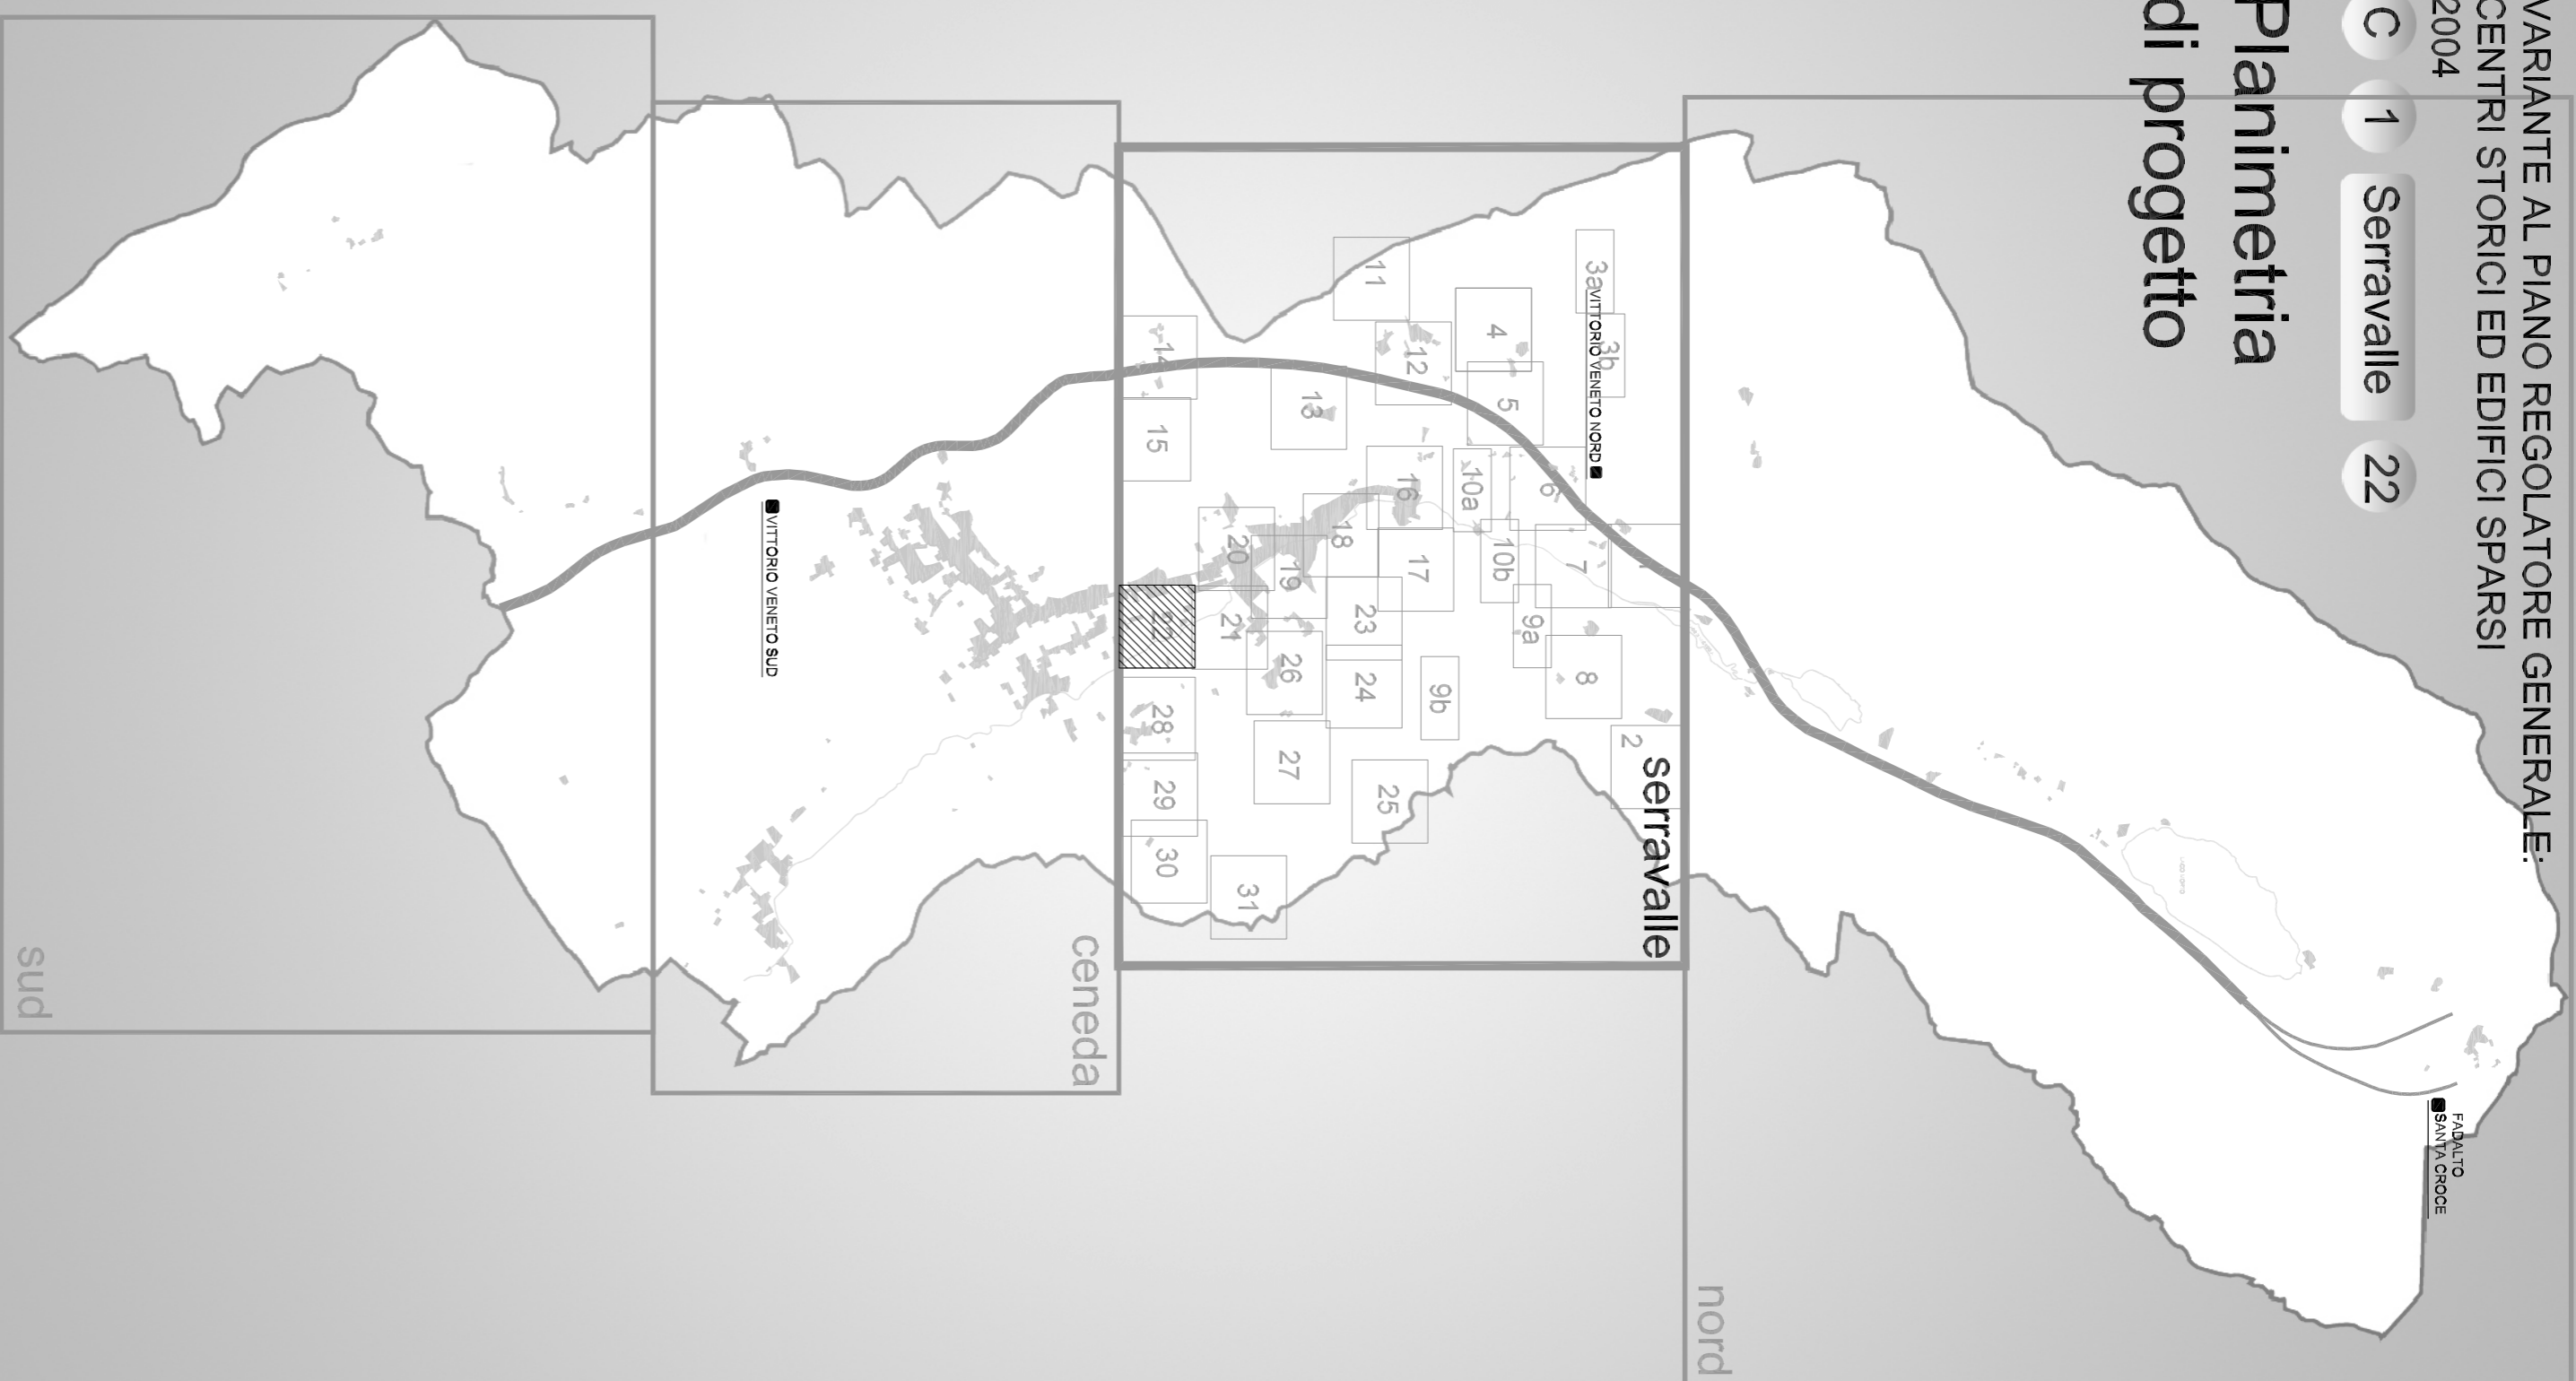 VARIANTE AL PIANO REGOLATORE GENERALE:
CENTRI STORICI ED EDIFICI SPARSI
2004
C 1 Serravalle 22
Planimetria
di progetto
nord
FADALTO
SANTA CROCE
serravalle
1
2
3a
3b
VITTORIO VENETO NORD
4
5
6
7
8
9a
9b
10a
10b
11
12
13
14
15
16
17
18
19
20
21
22
23
24
25
26
27
28
29
30
31
ceneda
VITTORIO VENETO SUD
sud